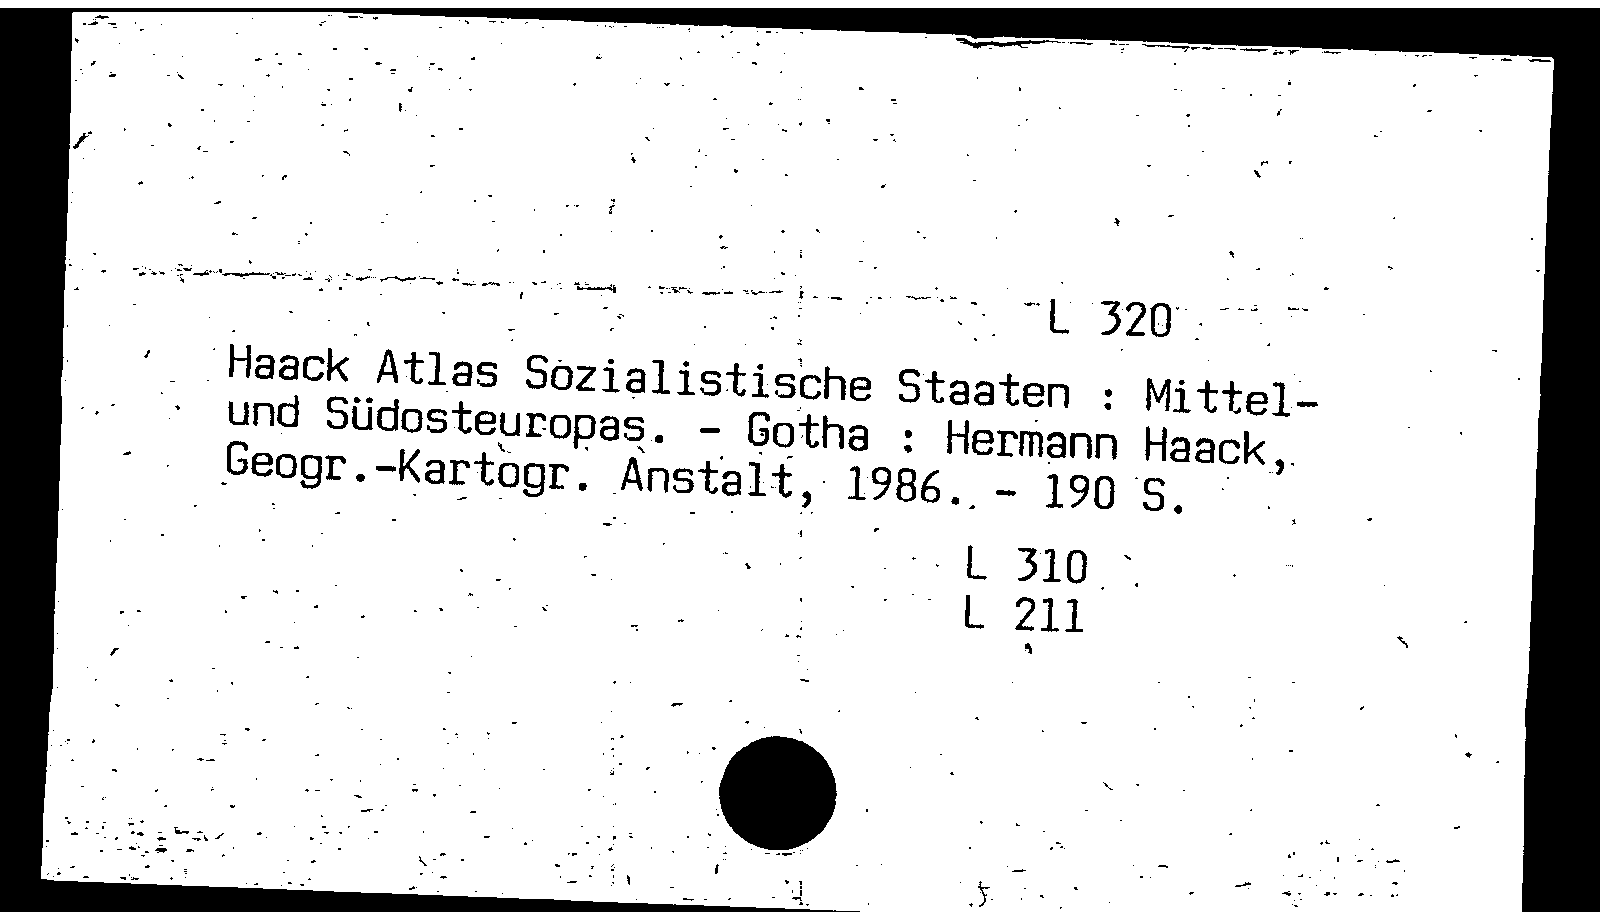 L 320
Haack Atlas Sozialistische Staaten : Mittel-
und Südosteuropas. - Gotha : Hermann Haack,
Geogr.-Kartogr. Anstalt, 1986. - 190 S.
L 310
L 211